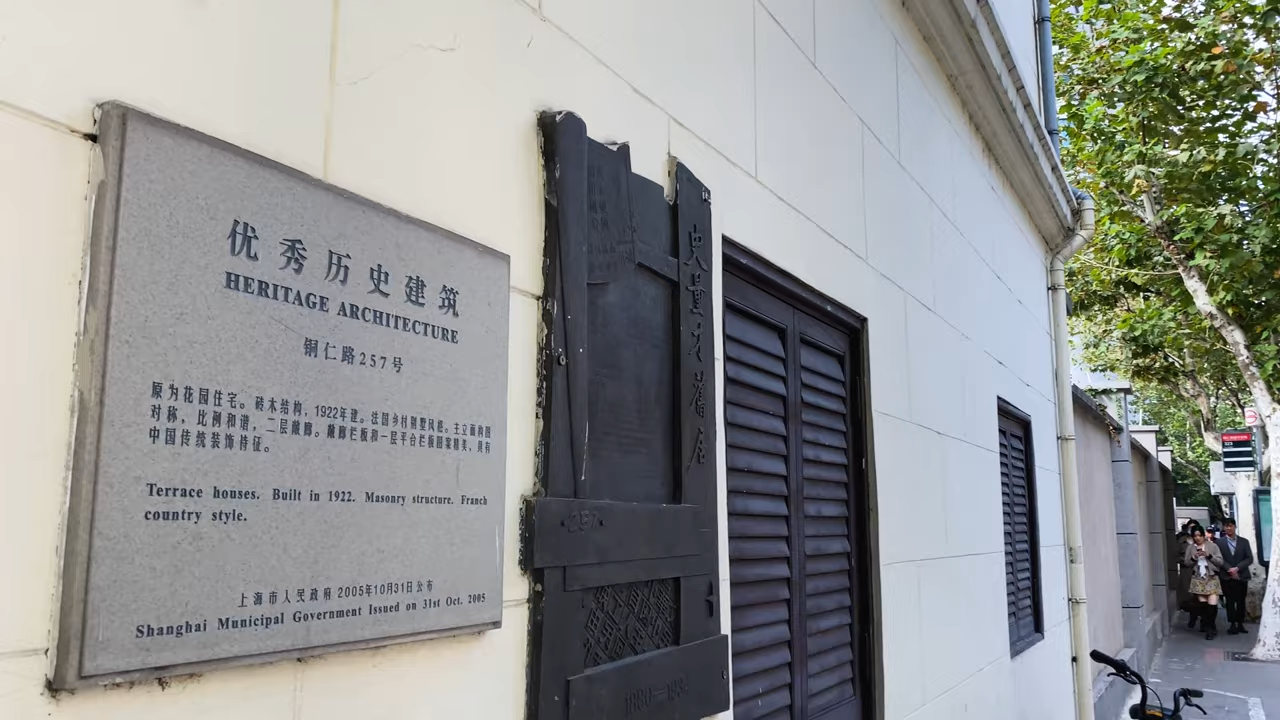 优秀历史建筑
HERITAGE ARCHITECTURE
铜仁路257号
原为花园住宅。砖木结构，1922年建。法国乡村别墅风格。主立面构图
对称，比例和谐，二层敞廊。敞廊栏板和一层平台栏板图案精美，具有
中国传统装饰特征。
Terrace houses. Built in 1922. Masonry structure. Franch
country style.
上海市人民政府 2005年10月31日公布
Shanghai Municipal Government Issued on 31st Oct. 2005
史量才舊居
·257·